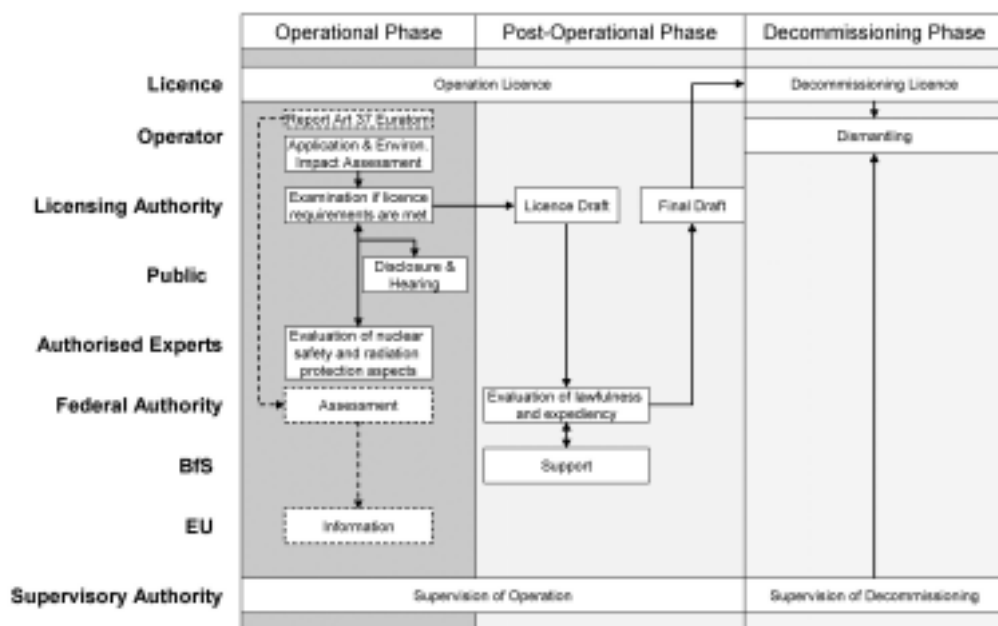 Operational Phase
Post-Operational Phase
Decommissioning Phase
Licence
Operation Licence
Decommissioning Licence
Report Art 37 Euratom
Operator
Dismantling
Application & Environ.
Impact Assessment
Licensing Authority
Examination if licence
requirements are met
Licence Draft
Final Draft
Public
Disclosure &
Hearing
Authorised Experts
Evaluation of nuclear
safety and radiation
protection aspects
Federal Authority
Assessment
Evaluation of lawfulness
and expediency
BfS
Support
EU
Information
Supervisory Authority
Supervision of Operation
Supervision of Decommissioning